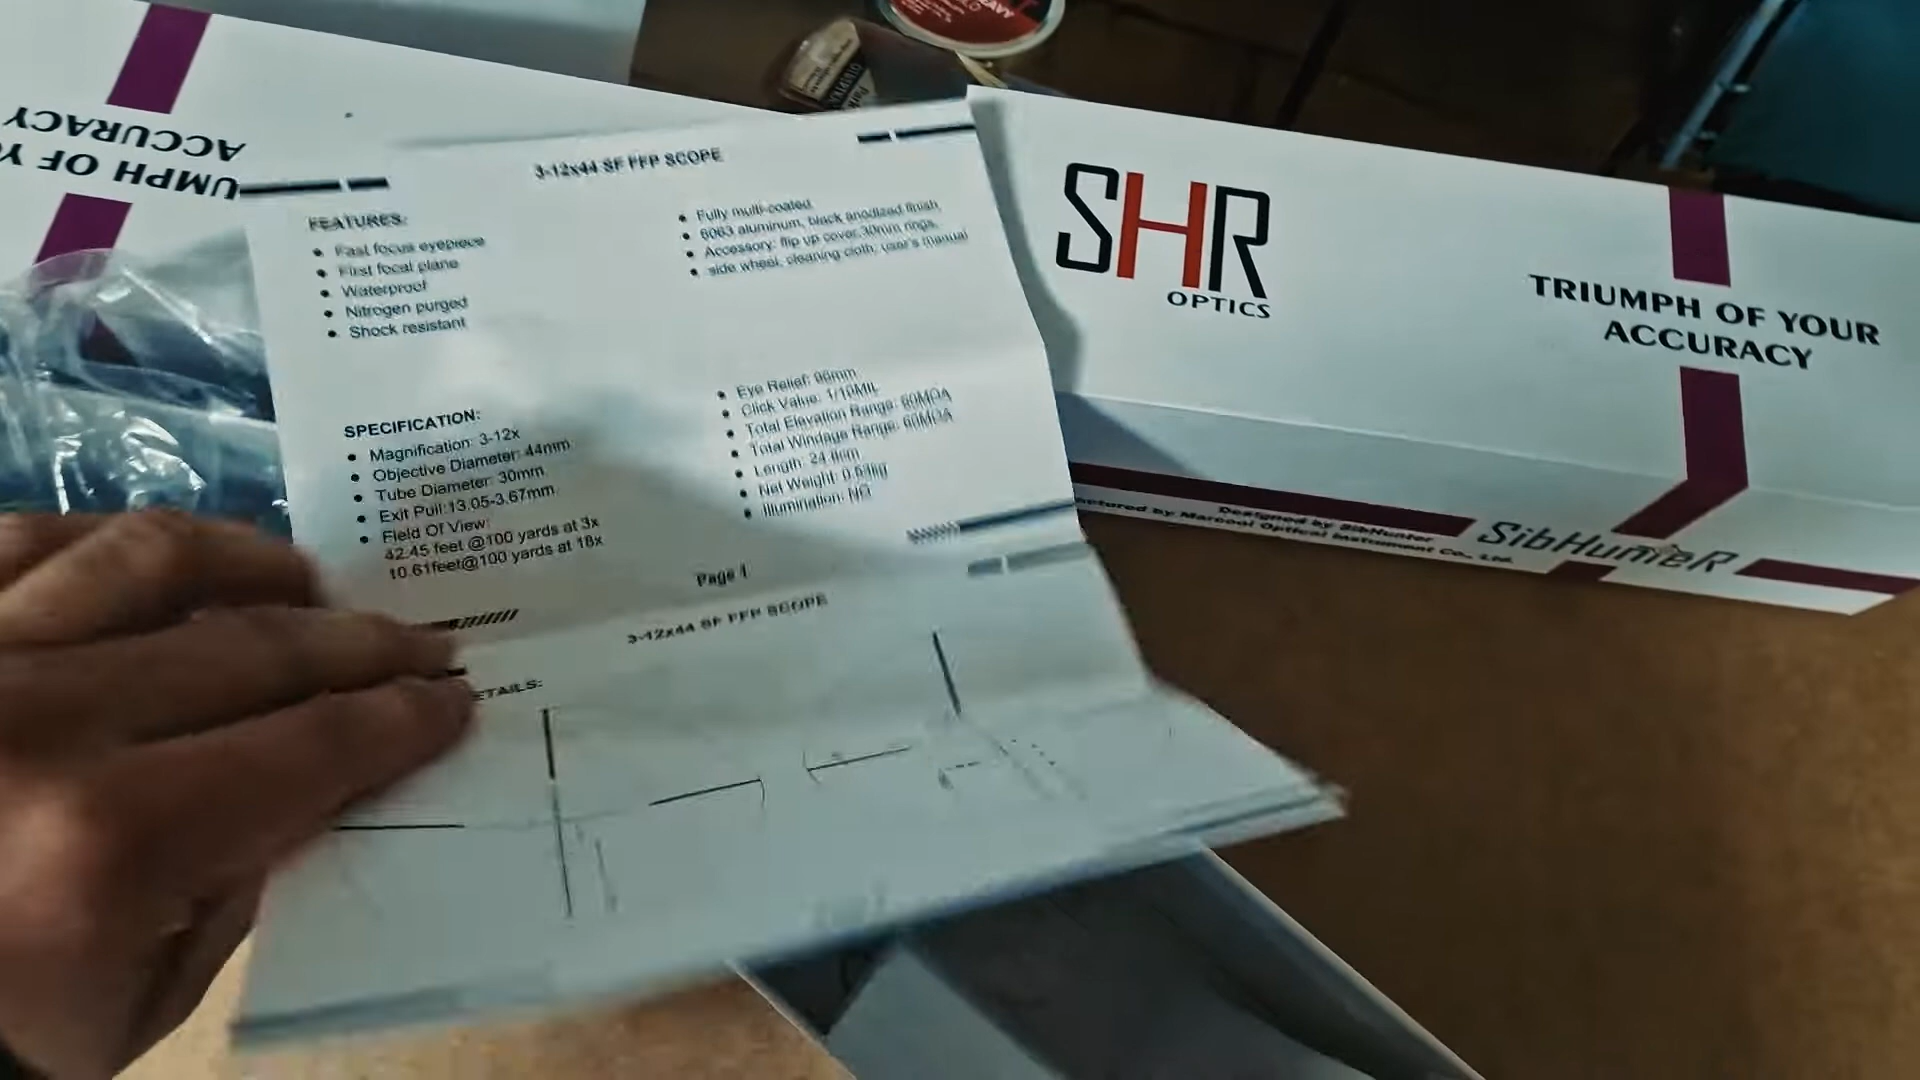 ACCURACY
UMPH OF Y
3-12x44 SF FFP SCOPE
FEATURES:
Fast focus eyepiece
First focal plane
Waterproof
Nitrogen purged
Shock resistant
Fully multi-coated
6063 aluminum, black anodized finish,
Accessory: flip up cover,30mm rings,
side wheel, cleaning cloth, user's manual
SPECIFICATION:
Magnification: 3-12x
Objective Diameter: 44mm
Tube Diameter: 30mm
Exit Puil:13.05-3.67mm
Field Of View:
42.45 feet @100 yards at 3x
10.61feet@100 yards at 18x
Eye Relief: 96mm
Click Value: 1/10MIL
Total Elevation Range: 60MOA
Total Windage Range: 60MOA
Length:
Net Weight:
Illumination: NO
Page 1
3-12x44 SF FFP SCOPE
ETAILS:
SHR
OPTICS
TRIUMPH OF YOUR
ACCURACY
Designed by SibHunter
ctured by Marcool Optical Instrument Co., Ltd.
SibHunteR